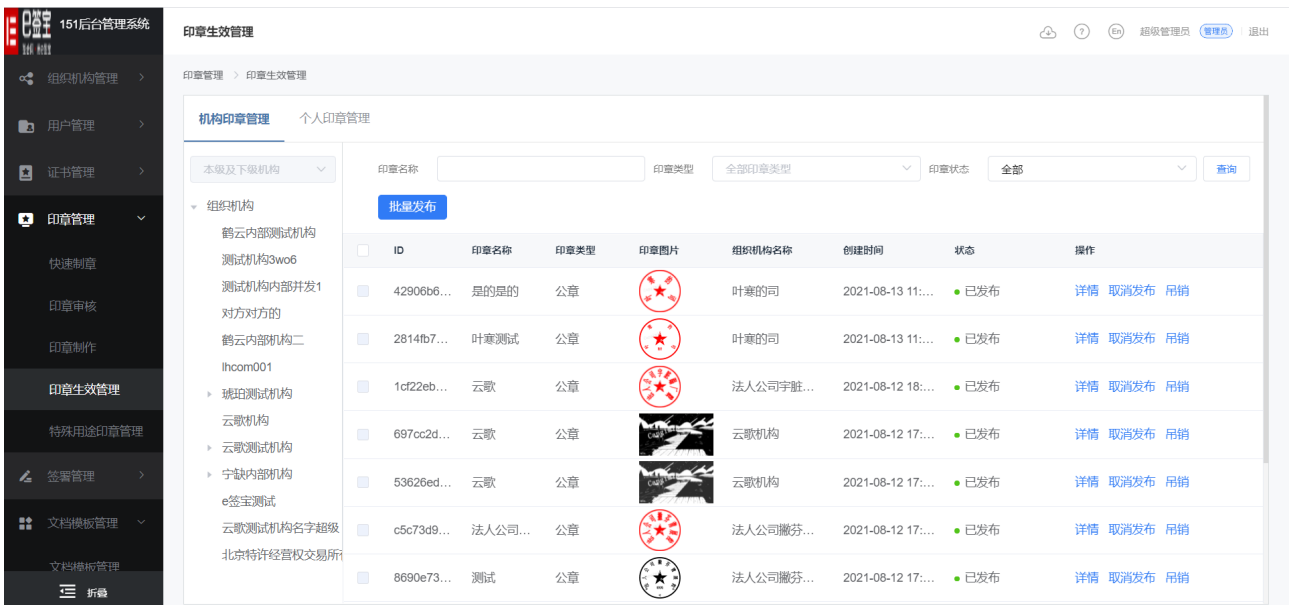 e签宝 151后台管理系统
印章生效管理
En 超级管理员 管理员 退出
组织机构管理
用户管理
证书管理
印章管理
快速制章
印章审核
印章制作
印章生效管理
特殊用途印章管理
签署管理
文档模板管理
文档模板管理
折叠
印章管理 > 印章生效管理
机构印章管理 个人印章管理
本级及下级机构
组织机构
鹤云内部测试机构
测试机构3wo6
测试机构内部并发1
对方对方的
鹤云内部机构二
lhcom001
琥珀测试机构
云歌机构
云歌测试机构
宁缺内部机构
e签宝测试
云歌测试机构名字超级
北京特许经营权交易所
印章名称 印章类型 全部印章类型 印章状态 全部 查询
批量发布
ID 印章名称 印章类型 印章图片 组织机构名称 创建时间 状态 操作
42906b6... 是的是的 公章 叶寒的司 2021-08-13 11:... 已发布 详情 取消发布 吊销
2814fb7... 叶寒测试 公章 叶寒的司 2021-08-13 11:... 已发布 详情 取消发布 吊销
1cf22eb... 云歌 公章 法人公司宇脏... 2021-08-12 18:... 已发布 详情 取消发布 吊销
697cc2d... 云歌 公章 云歌机构 2021-08-12 17:... 已发布 详情 取消发布 吊销
53626ed... 云歌 公章 云歌机构 2021-08-12 17:... 已发布 详情 取消发布 吊销
c5c73d9... 法人公司... 公章 法人公司撇芬... 2021-08-12 17:... 已发布 详情 取消发布 吊销
8690e73... 测试 公章 法人公司撇芬... 2021-08-12 17:... 已发布 详情 取消发布 吊销